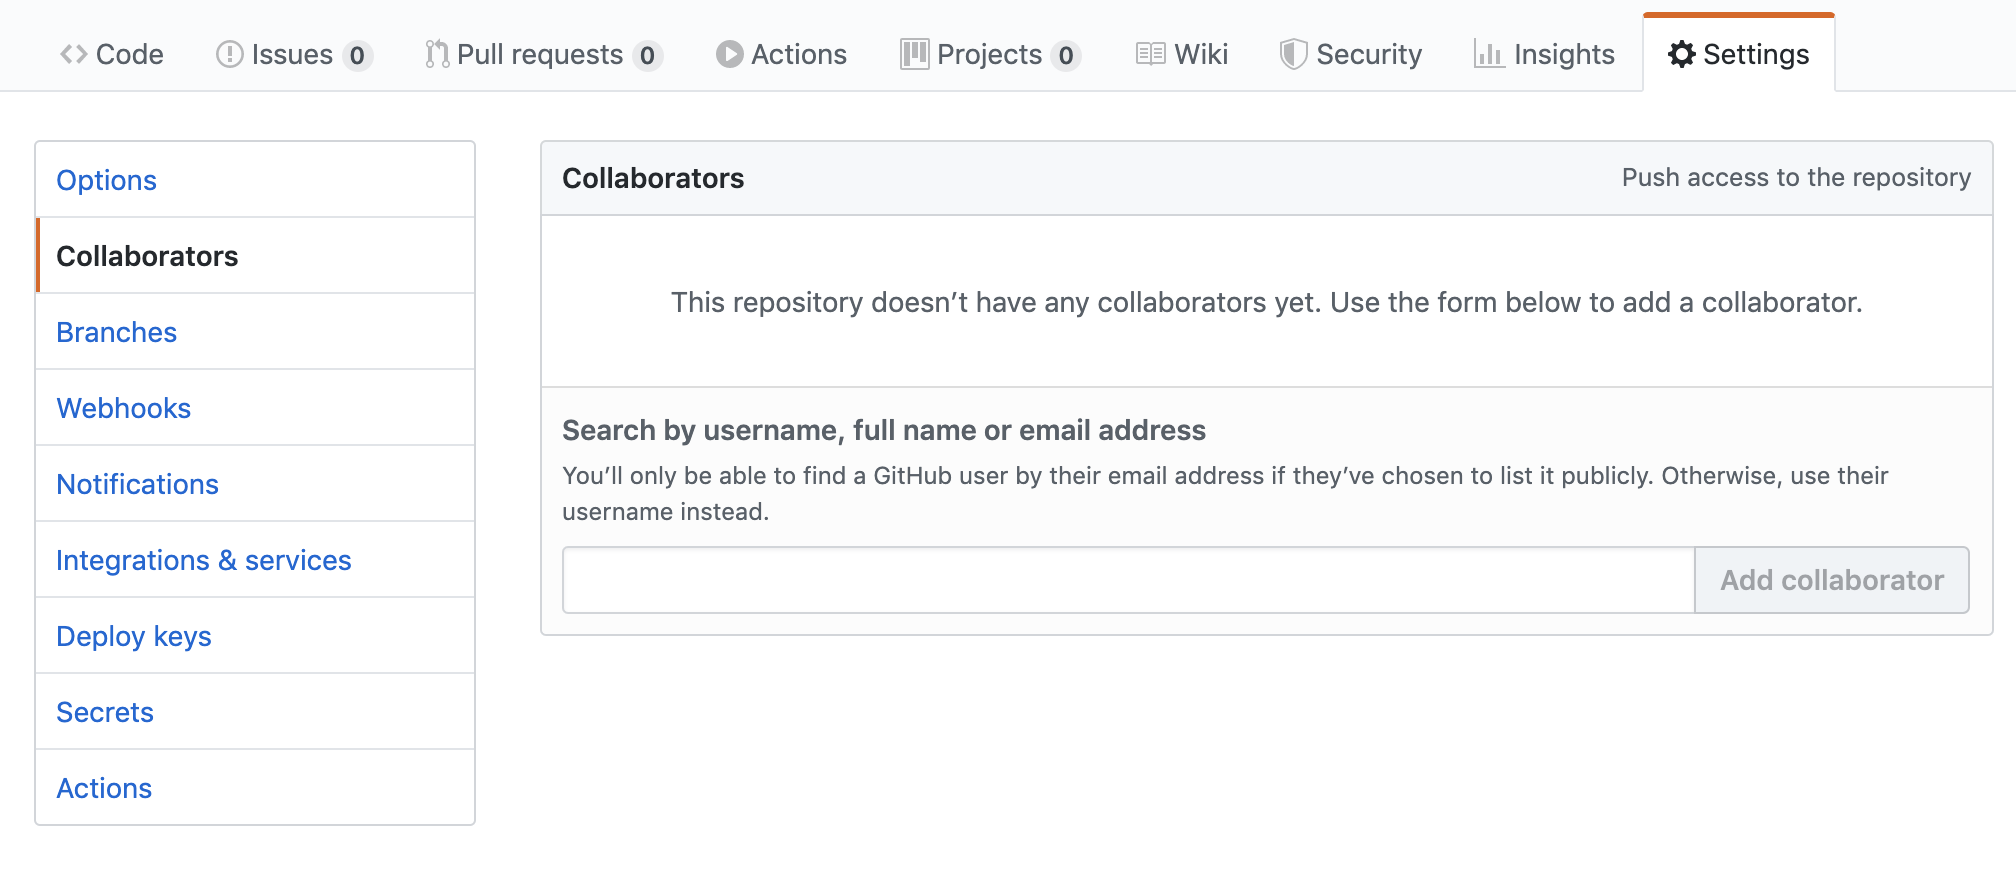 Code Issues 0 Pull requests 0 Actions Projects 0 Wiki Security Insights Settings
Options
Collaborators
Branches
Webhooks
Notifications
Integrations & services
Deploy keys
Secrets
Actions
Collaborators Push access to the repository
This repository doesn’t have any collaborators yet. Use the form below to add a collaborator.
Search by username, full name or email address
You’ll only be able to find a GitHub user by their email address if they’ve chosen to list it publicly. Otherwise, use their
username instead.
Add collaborator